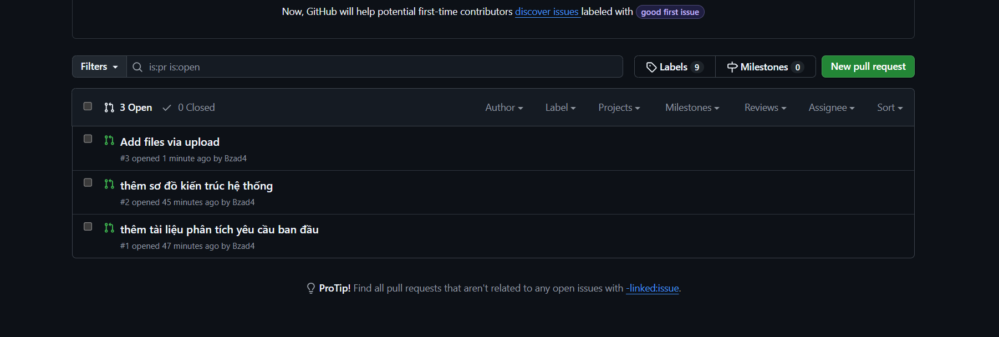 Now, GitHub will help potential first-time contributors discover issues labeled with good first issue
Filters is:pr is:open Labels 9 Milestones 0 New pull request
3 Open 0 Closed Author Label Projects Milestones Reviews Assignee Sort
Add files via upload
#3 opened 1 minute ago by Bzad4
thêm sơ đồ kiến trúc hệ thống
#2 opened 45 minutes ago by Bzad4
thêm tài liệu phân tích yêu cầu ban đầu
#1 opened 47 minutes ago by Bzad4
ProTip! Find all pull requests that aren't related to any open issues with -linked:issue.